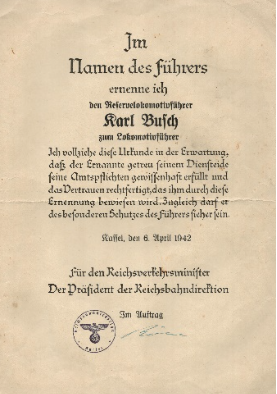 Im
Namen des Führers
ernenne ich
den Reservelokomotivführer
Karl Busch
zum Lokomotivführer
Ich vollziehe diese Urkunde in der Erwartung,
daß der Ernannte getreu seinem Diensteide
seine Amtspflichten gewissenhaft erfüllt und
das Vertrauen rechtfertigt, das ihm durch diese
Ernennung bewiesen wird. Zugleich darf er
des besonderen Schutzes des Führers sicher sein.
Kassel, den 6. April 1942
Für den Reichsverkehrsminister
Der Präsident der Reichsbahndirektion
Im Auftrag